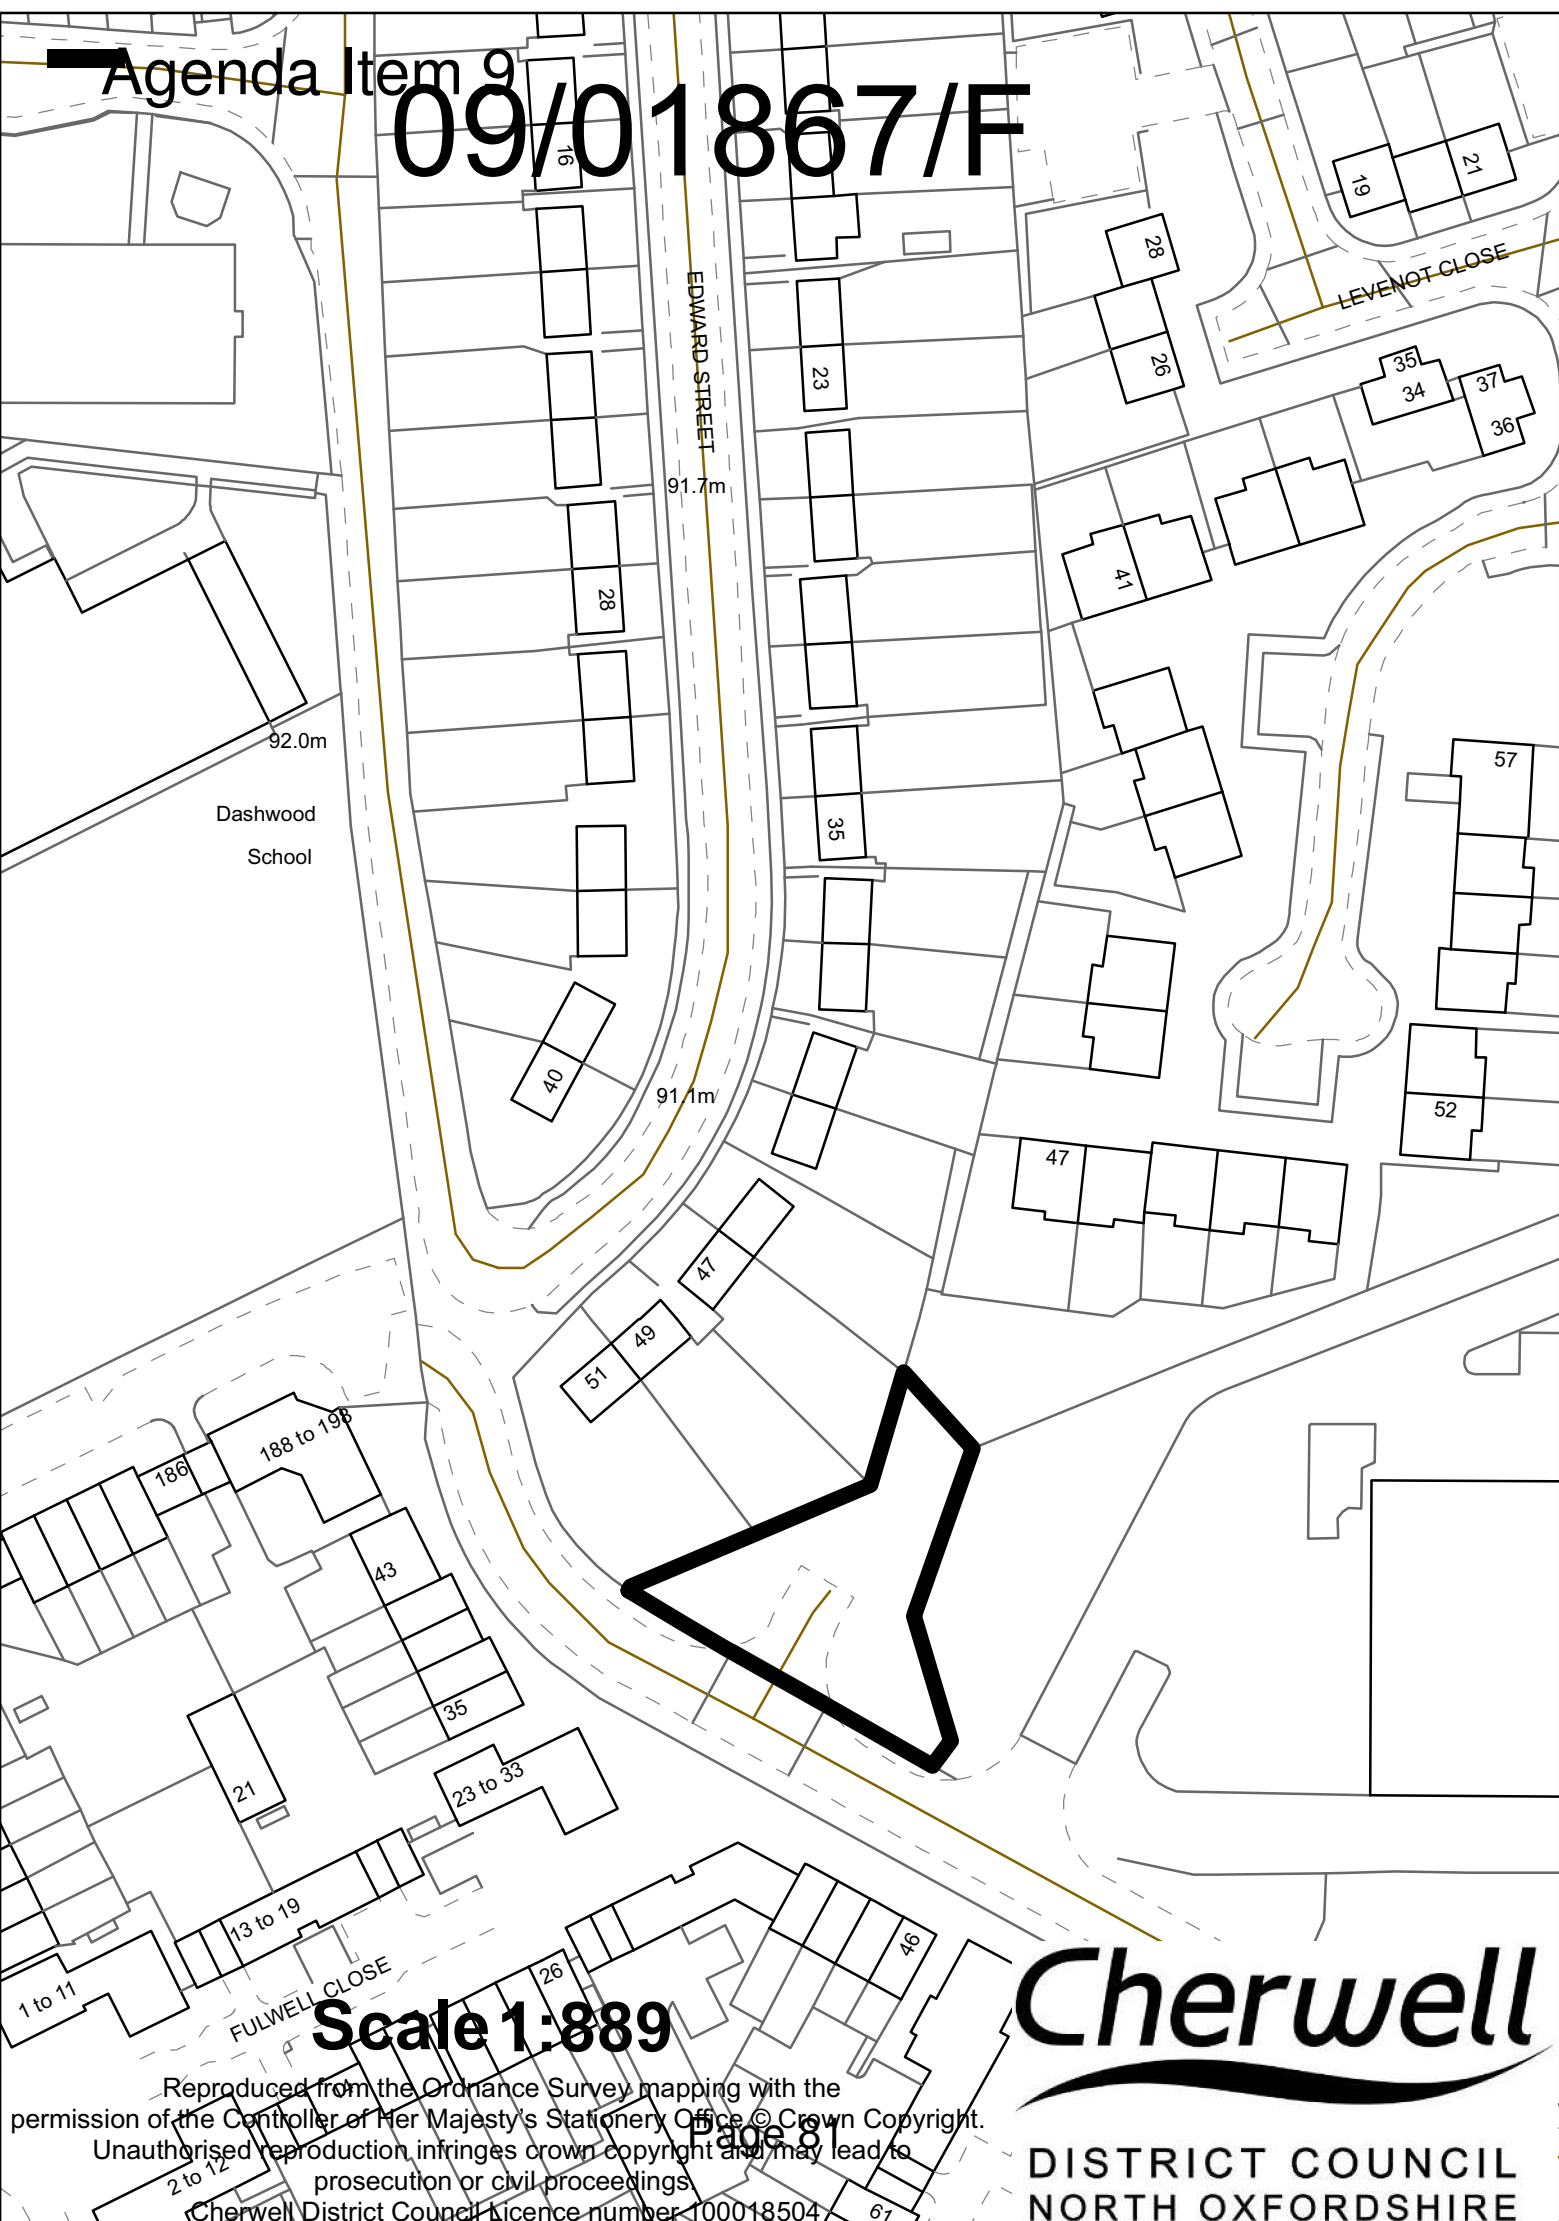 Agenda Item 9
09/01867/F
16
19
21
28
LEVENOT CLOSE
EDWARD STREET
23
26
35
34
37
36
91.7m
41
28
92.0m
57
Dashwood
35
School
40
91.1m
52
47
47
49
51
188 to 198
186
43
35
21
23 to 33
13 to 19
46
26
1 to 11
FULWELL CLOSE
Scale 1:889
Cherwell
Reproduced from the Ordnance Survey mapping with the
permission of the Controller of Her Majesty's Stationery Office © Crown Copyright.
Page 81
Unauthorised reproduction infringes crown copyright and may lead to
DISTRICT COUNCIL
2 to 12
prosecution or civil proceedings.
NORTH OXFORDSHIRE
Cherwell District Council Licence number 100018504
61